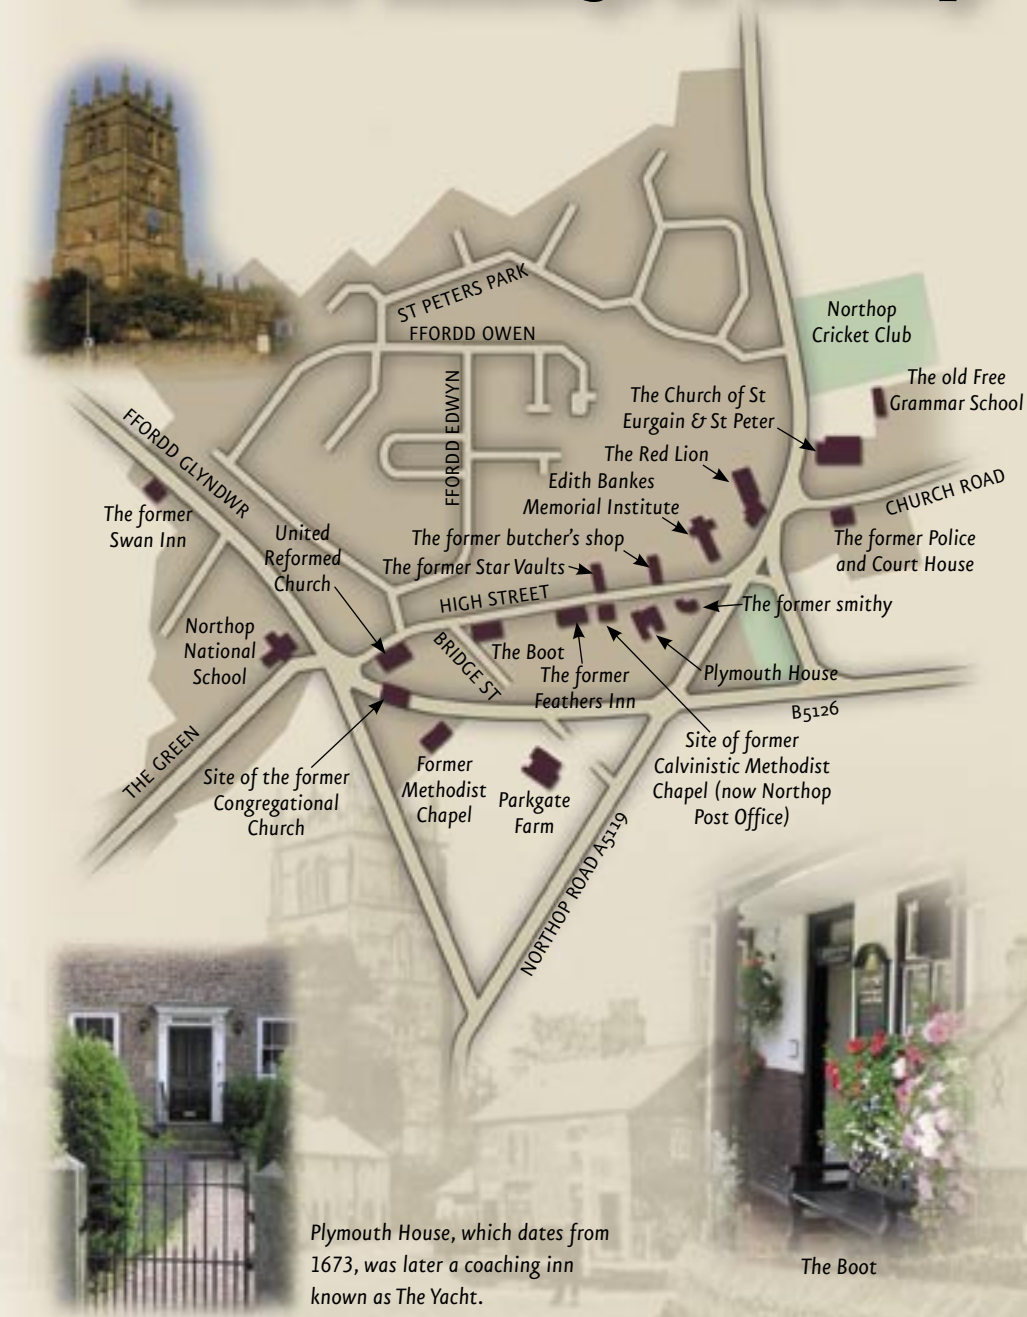 ST PETERS PARK
FFORDD OWEN
FFORDD EDWYN
FFORDD GLYNDWR
Northop
Cricket Club
The old Free
Grammar School
The Church of St
Eurgain & St Peter
The Red Lion
Edith Bankes
Memorial Institute
CHURCH ROAD
The former
Swan Inn
United
Reformed
Church
The former butcher's shop
The former Star Vaults
The former Police
and Court House
HIGH STREET
The former smithy
Northop
National
School
BRIDGE ST
The Boot
The former
Feathers Inn
Plymouth House
B5126
THE GREEN
Site of the former
Congregational
Church
Former
Methodist
Chapel
Parkgate
Farm
Site of former
Calvinistic Methodist
Chapel (now Northop
Post Office)
NORTHOP ROAD A5119
Plymouth House, which dates from
1673, was later a coaching inn
known as The Yacht.
The Boot